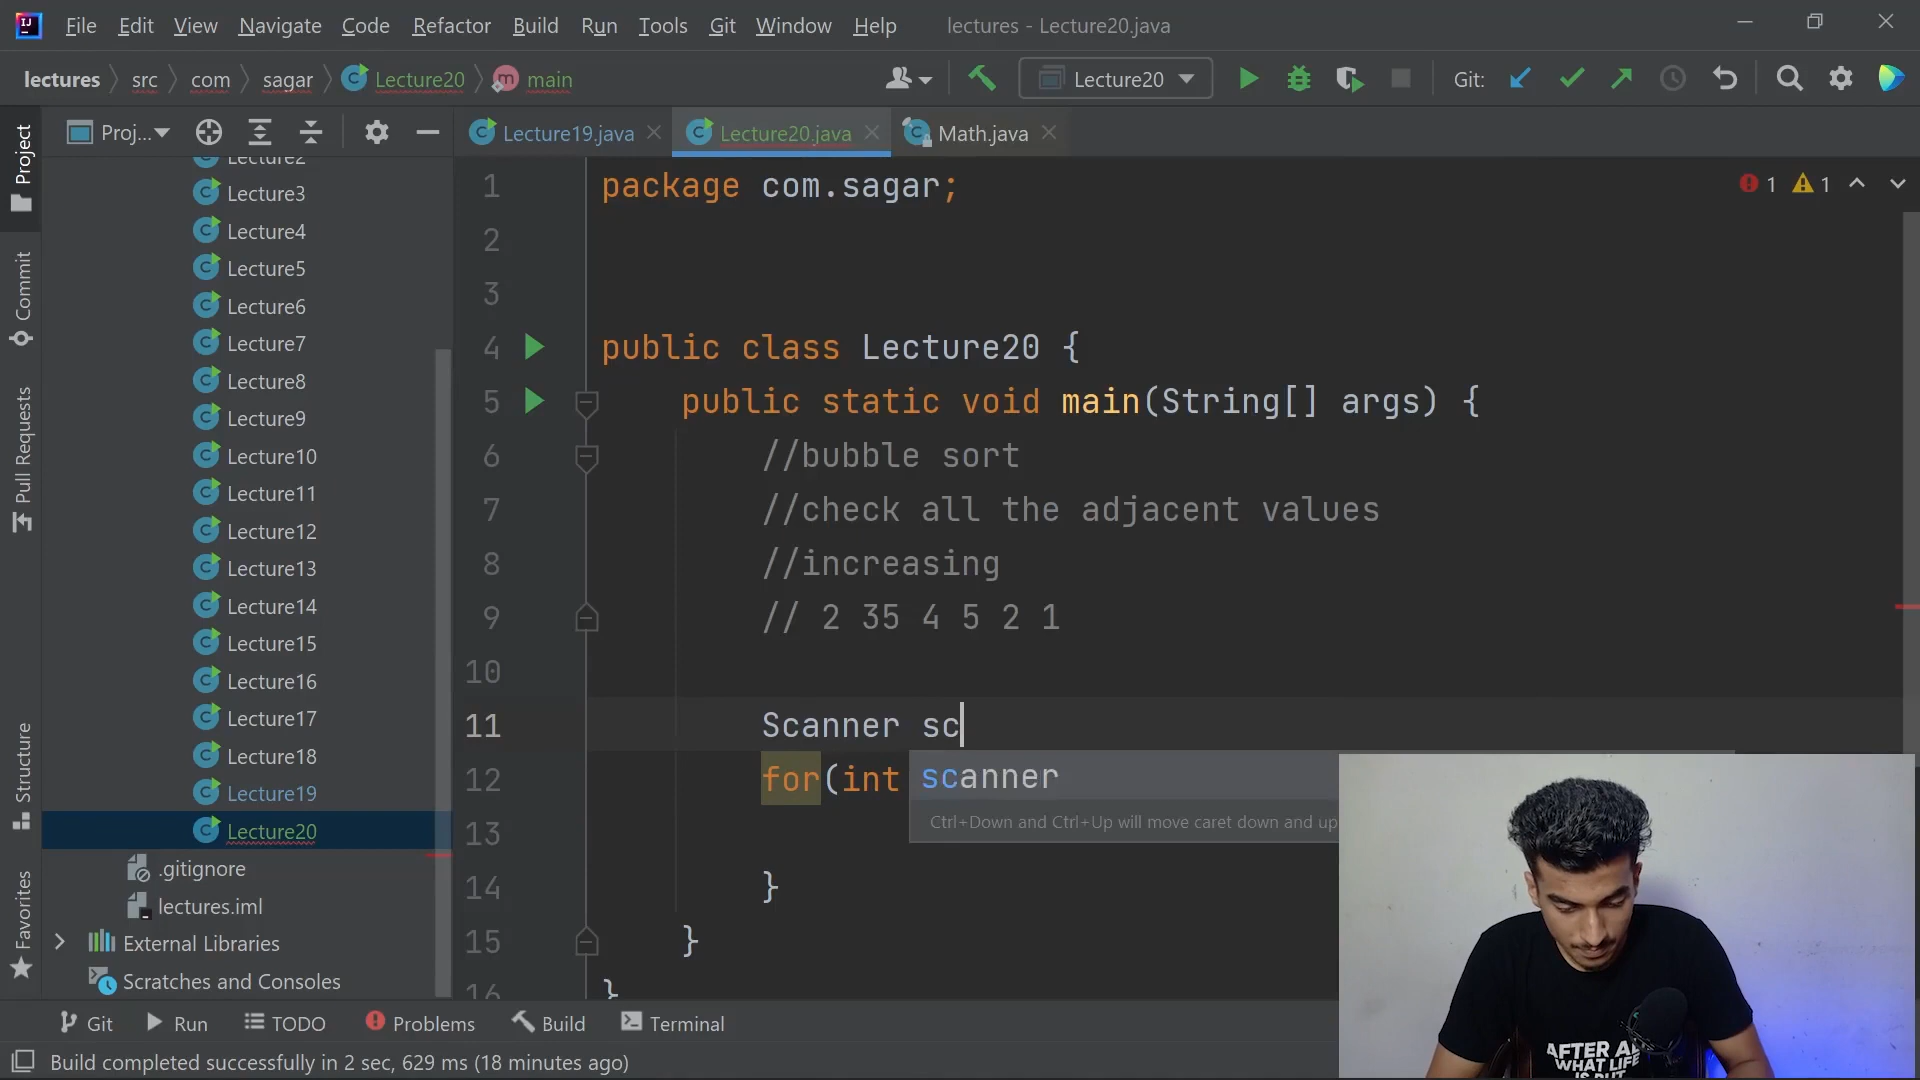 File Edit View Navigate Code Refactor Build Run Tools Git Window Help lectures - Lecture20.java
lectures src com sagar Lecture20 main Lecture20 Git:
Project
Commit
Pull Requests
Structure
Favorites
Proj...
Lecture2
Lecture3
Lecture4
Lecture5
Lecture6
Lecture7
Lecture8
Lecture9
Lecture10
Lecture11
Lecture12
Lecture13
Lecture14
Lecture15
Lecture16
Lecture17
Lecture18
Lecture19
Lecture20
.gitignore
lectures.iml
External Libraries
Scratches and Consoles
Lecture19.java Lecture20.java Math.java
1 1
1 package com.sagar;
2
3
4 public class Lecture20 {
5 public static void main(String[] args) {
6 //bubble sort
7 //check all the adjacent values
8 //increasing
9 // 2 35 4 5 2 1
10
11 Scanner sc
12 for(int
13
14 }
15 }
16 }
scanner
Ctrl+Down and Ctrl+Up will move caret down and up
AFTER
WHAT LIFE
IS BUT
Git Run TODO Problems Build Terminal
Build completed successfully in 2 sec, 629 ms (18 minutes ago)